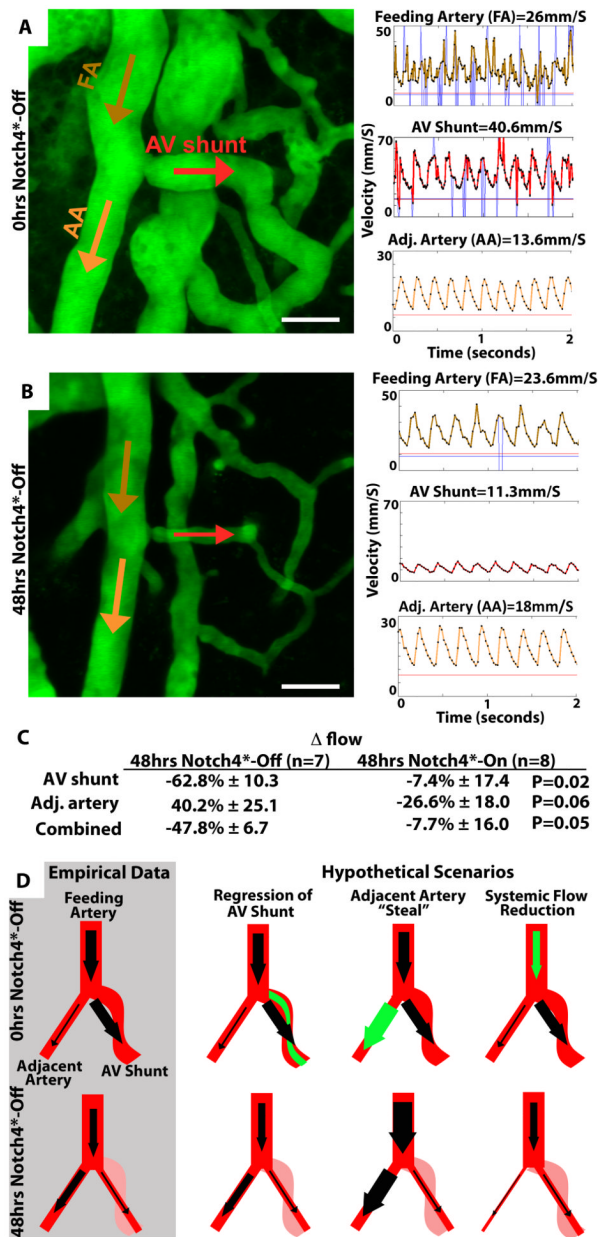 A
0hrs Notch4*-Off
FA
AV shunt
AA
Feeding Artery (FA)=26mm/S
50
0
AV Shunt=40.6mm/S
70
0
Velocity (mm/S)
Adj. Artery (AA)=13.6mm/S
30
0
0 1 2
Time (seconds)
B
48hrs Notch4*-Off
Feeding Artery (FA)=23.6mm/S
50
0
AV Shunt=11.3mm/S
70
0
Velocity (mm/S)
Adj. Artery (AA)=18mm/S
30
0
0 1 2
Time (seconds)
C
Δ flow
48hrs Notch4*-Off (n=7) 48hrs Notch4*-On (n=8)
AV shunt -62.8% ± 10.3 -7.4% ± 17.4 P=0.02
Adj. artery 40.2% ± 25.1 -26.6% ± 18.0 P=0.06
Combined -47.8% ± 6.7 -7.7% ± 16.0 P=0.05
D
Empirical Data
Hypothetical Scenarios
Feeding
Artery
Regression of
AV Shunt
Adjacent Artery
"Steal"
Systemic Flow
Reduction
0hrs Notch4*-Off
Adjacent
Artery
AV Shunt
48hrs Notch4*-Off